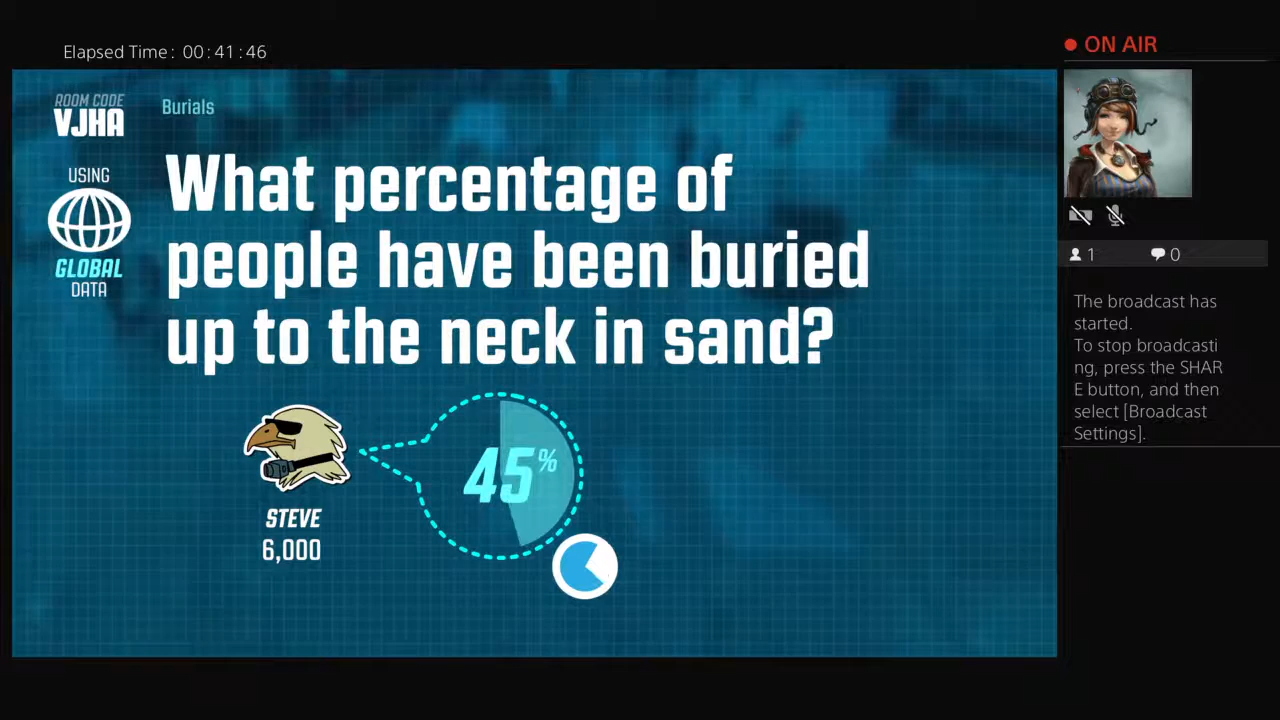 Elapsed Time: 00:41:46
ON AIR
ROOM CODE
VJHA
Burials
USING
GLOBAL
DATA
What percentage of
people have been buried
up to the neck in sand?
45%
STEVE
6,000
1
0
The broadcast has
started.
To stop broadcasti
ng, press the SHAR
E button, and then
select [Broadcast
Settings].